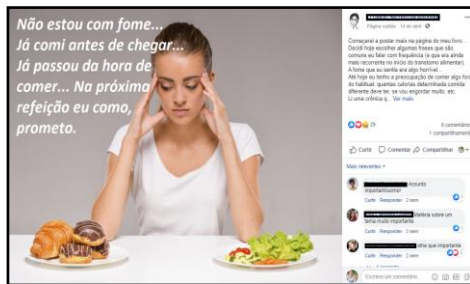 Não estou com fome...
Já comi antes de chegar...
Já passou da hora de
comer... Na próxima
refeição eu como,
prometo.
14 de abril
Começarei a postar mais na página do meu livro...
Decidi hoje escolher algumas frases que são
comuns eu falar com frequência (e que era ainda
mais recorrente no início do transtorno alimentar).
A fome que eu sentia era algo horrível...
Até hoje eu tenho a preocupação de comer algo fora
do habitual, quantas calorias determinada comida
diferente deve ter, se vou engordar muito, etc.
Li uma crônica q... Ver mais
29
6 comentários
1 compartilhamento
Curtir Comentar Compartilhar
Mais relevantes
Assunto
importantíssimo!
Curtir Responder 2 sem
Matéria sobre um
tema muito importante.
Curtir Responder 2 sem
olha que importante
Curtir Responder 2 sem
Escreva um comentário...